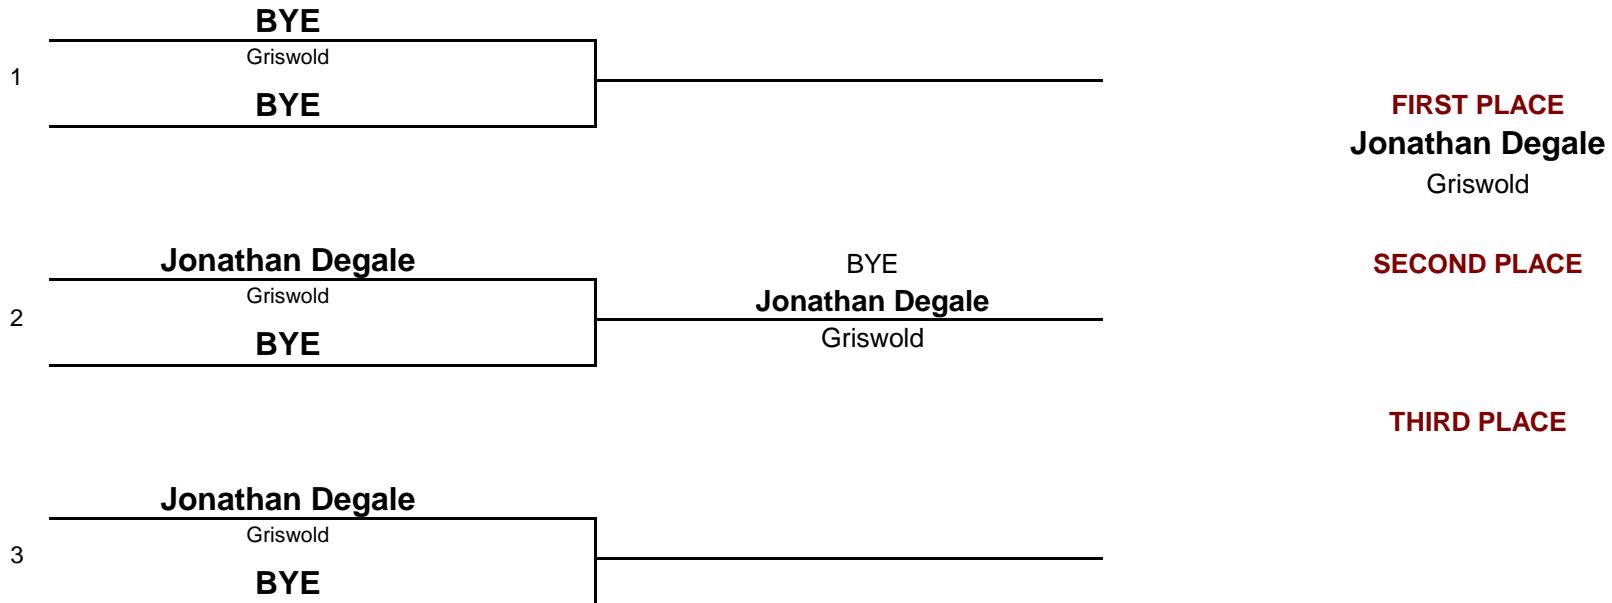 BYE
Griswold
1
BYE
FIRST PLACE
Jonathan Degale
Griswold
Jonathan Degale
Griswold
2
BYE
BYE
Jonathan Degale
Griswold
SECOND PLACE
THIRD PLACE
Jonathan Degale
Griswold
3
BYE